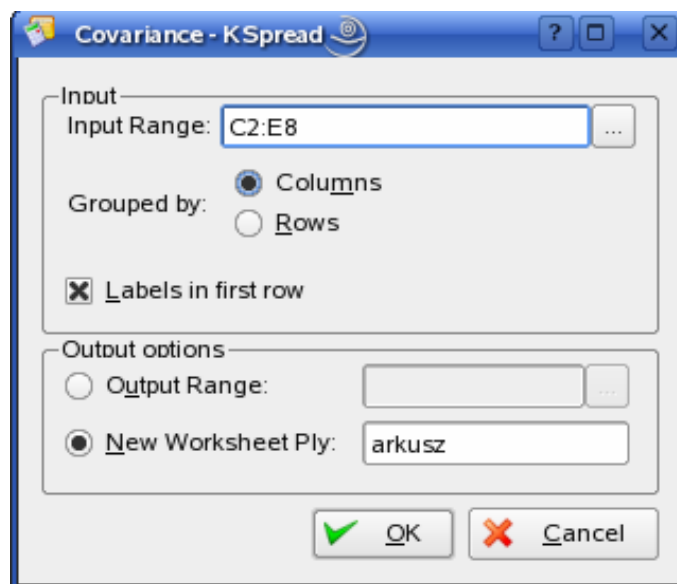 Covariance - KSpread
?
Input
Input Range: C2:E8 ...
Grouped by:
Columns
Rows
Labels in first row
Output options
Output Range: ...
New Worksheet Ply: arkusz
OK Cancel